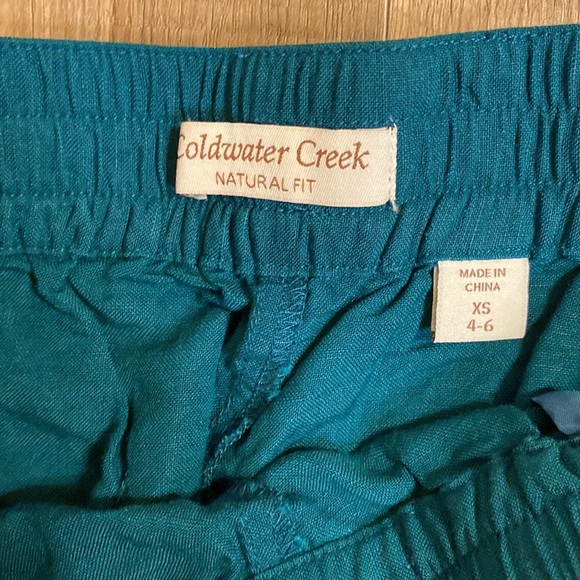 Coldwater Creek
NATURAL FIT
MADE IN
CHINA
XS
4-6